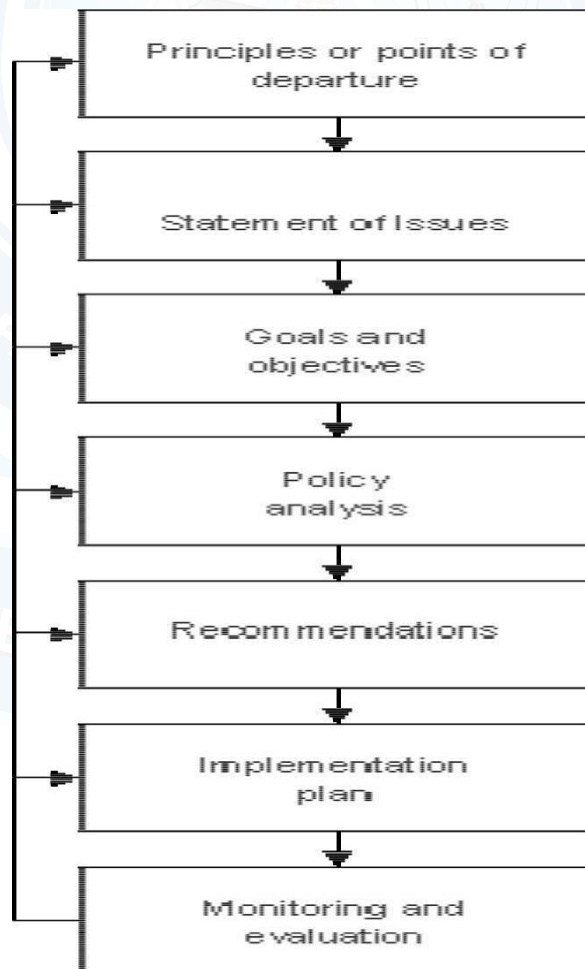 Principles or points of
departure
Statement of Issues
Goals and
objectives
Policy
analysis
Recommendations
Implementation
plan
Monitoring and
evaluation